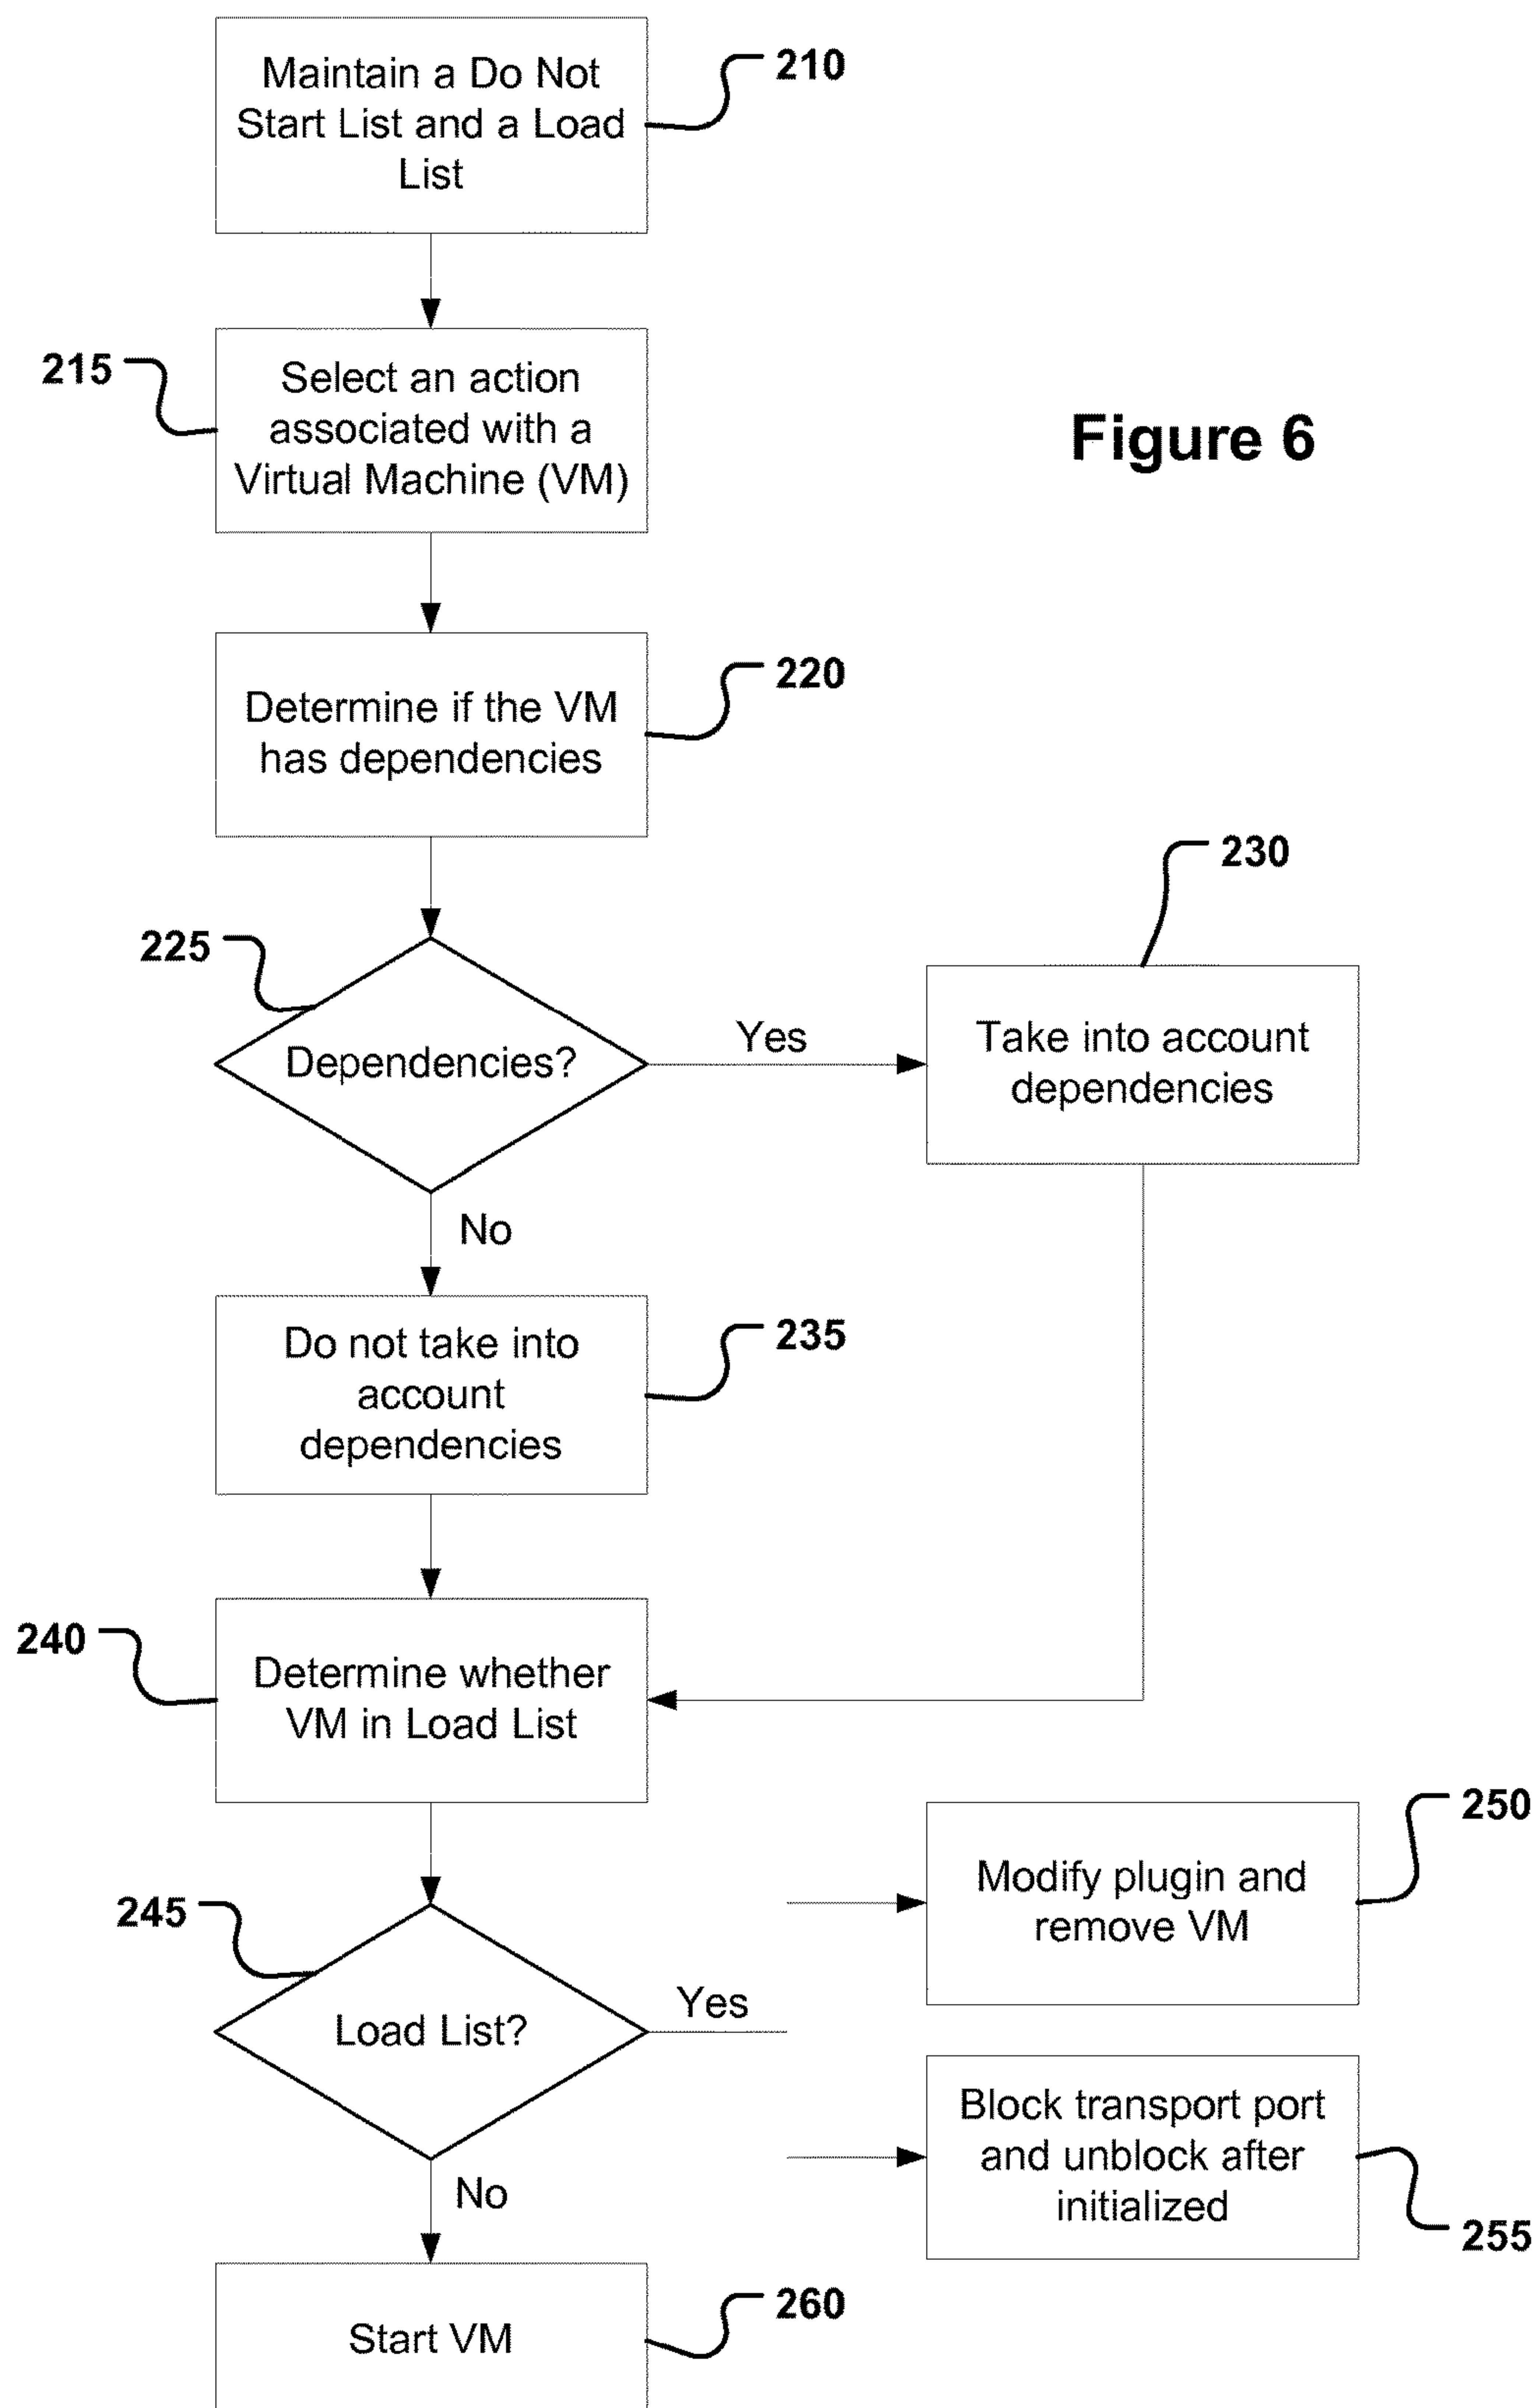 Maintain a Do Not
Start List and a Load
List
210
215
Select an action
associated with a
Virtual Machine (VM)
Figure 6
Determine if the VM
has dependencies
220
225
Dependencies?
Yes
230
Take into account
dependencies
No
Do not take into
account
dependencies
235
240
Determine whether
VM in Load List
245
Load List?
Yes
Modify plugin and
remove VM
250
Block transport port
and unblock after
initialized
255
No
Start VM
260